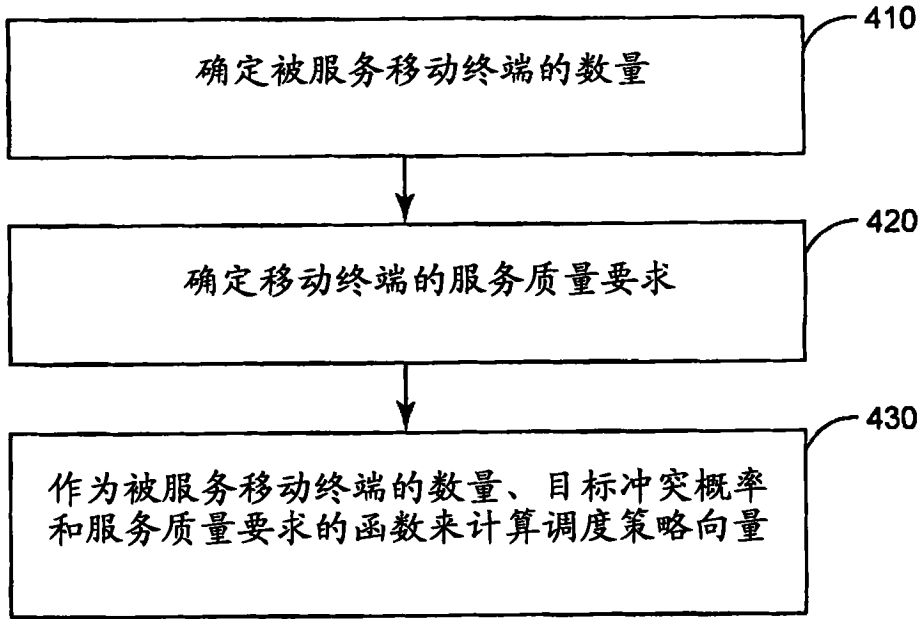 410
确定被服务移动终端的数量
420
确定移动终端的服务质量要求
430
作为被服务移动终端的数量、目标冲突概率
和服务质量要求的函数来计算调度策略向量